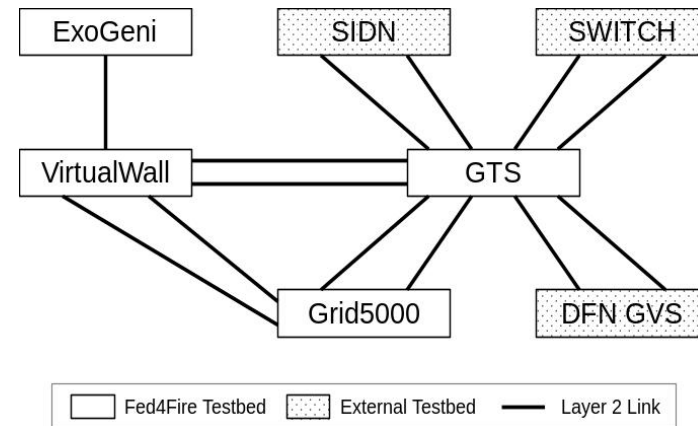 ExoGeni
SIDN
SWITCH
VirtualWall
GTS
Grid5000
DFN GVS
Fed4Fire Testbed
External Testbed
Layer 2 Link